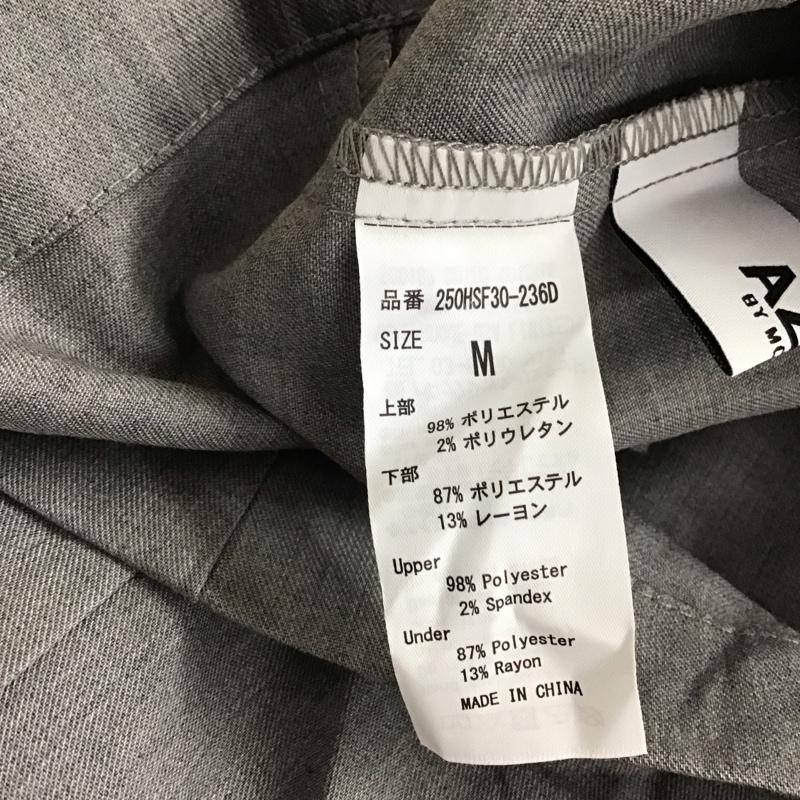 品番 250HSF30-236D
SIZE M
上部
98% ポリエステル
2% ポリウレタン
下部
87% ポリエステル
13% レーヨン
Upper
98% Polyester
2% Spandex
Under
87% Polyester
13% Rayon
MADE IN CHINA
BY